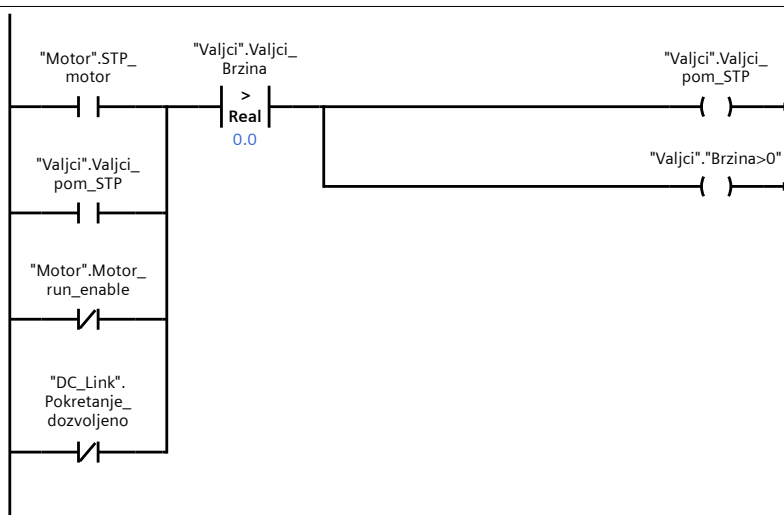 "Motor".STP_
motor
"Valjci".Valjci_
Brzina
>
Real
0.0
"Valjci".Valjci_
pom_STP
"Valjci".Valjci_
pom_STP
"Valjci"."Brzina>0"
"Motor".Motor_
run_enable
"DC_Link".
Pokretanje_
dozvoljeno